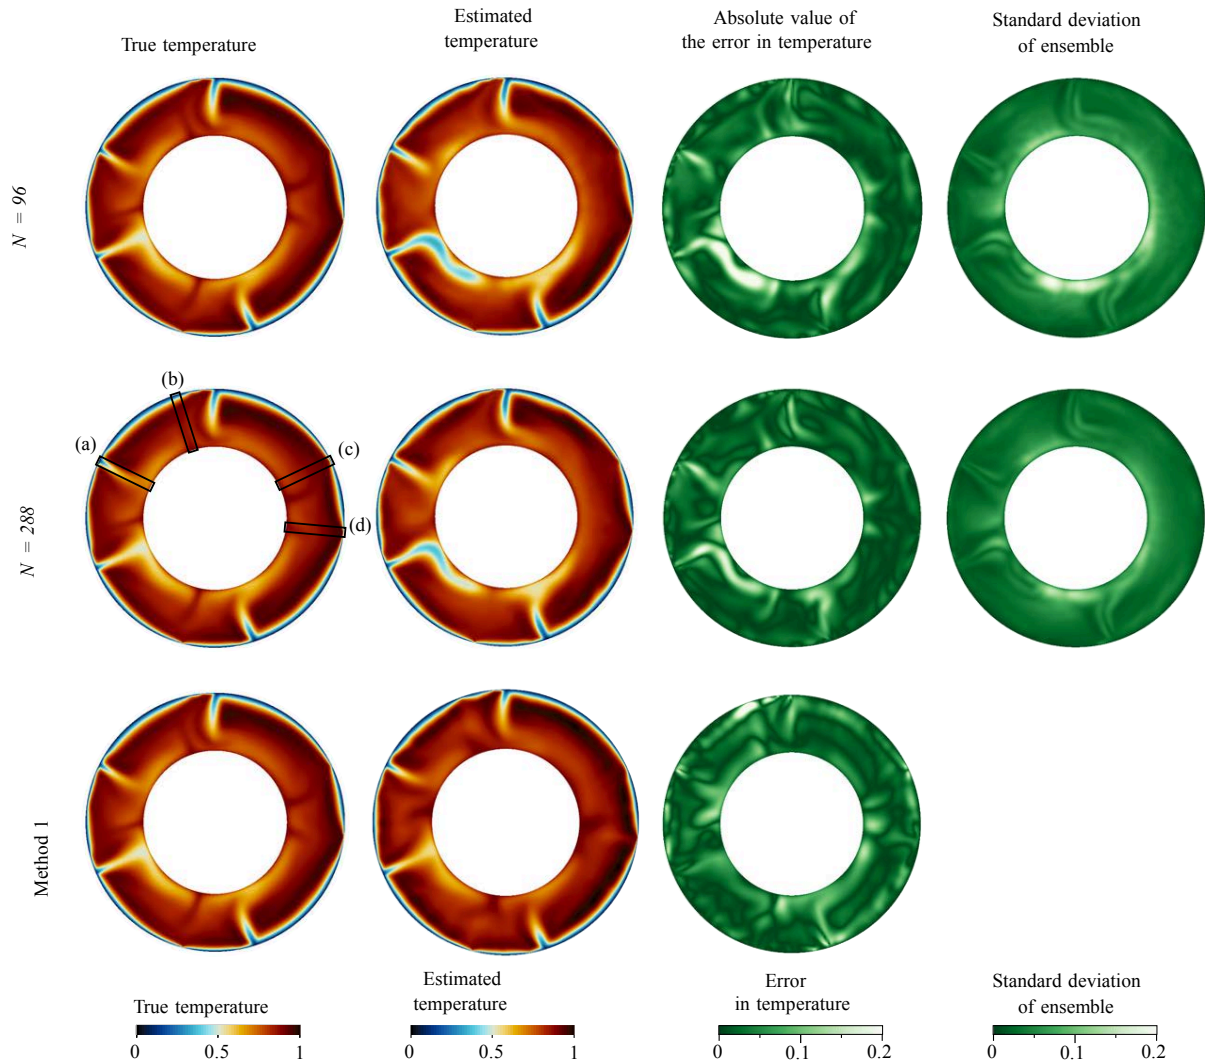 True temperature
Estimated
temperature
Absolute value of
the error in temperature
Standard deviation
of ensemble
N = 96
N = 288
(a)
(b)
(c)
(d)
Method 1
True temperature
0 0.5 1
Estimated
temperature
0 0.5 1
Error
in temperature
0 0.1 0.2
Standard deviation
of ensemble
0 0.1 0.2